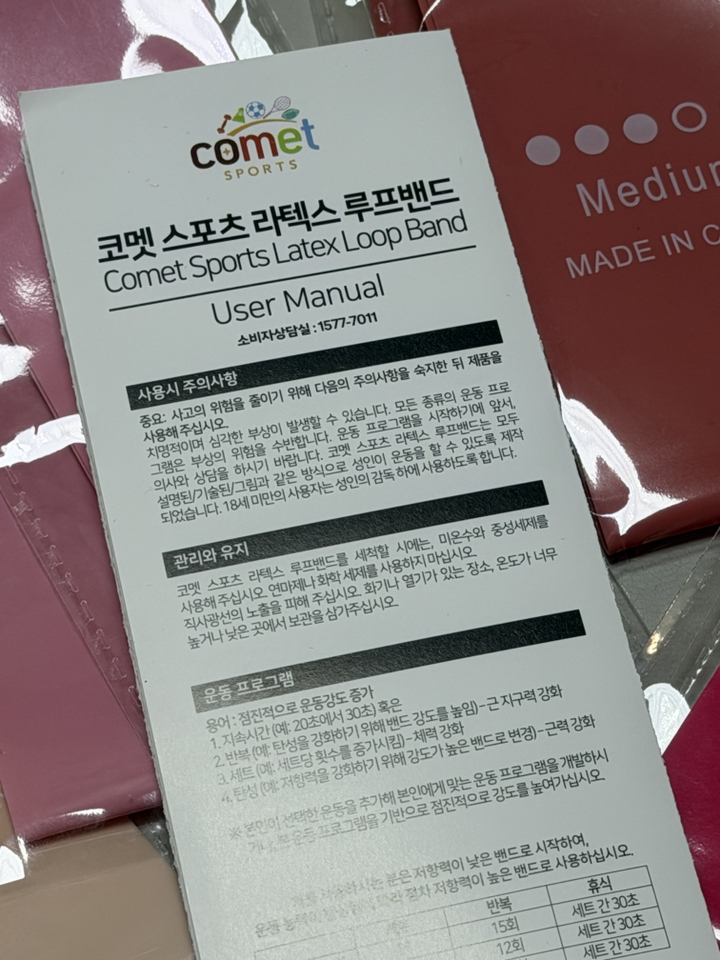 comet
SPORTS
코멧 스포츠 라텍스 루프밴드
Comet Sports Latex Loop Band
User Manual
소비자상담실 : 1577-7011
사용시 주의사항
중요: 사고의 위험을 줄이기 위해 다음의 주의사항을 숙지한 뒤 제품을
사용해 주십시오.
치명적이며 심각한 부상이 발생할 수 있습니다. 모든 종류의 운동 프로
그램은 부상의 위험을 수반합니다. 운동 프로그램을 시작하기에 앞서,
의사와 상담을 하시기 바랍니다. 코멧 스포츠 라텍스 루프밴드는 모두
설명된/기술된/그림과 같은 방식으로 성인이 운동을 할 수 있도록 제작
되었습니다. 18세 미만의 사용자는 성인의 감독 하에 사용하도록 합니다.
관리와 유지
코멧 스포츠 라텍스 루프밴드를 세척할 시에는, 미온수와 중성세제를
사용해 주십시오. 연마제나 화학 세제를 사용하지 마십시오.
직사광선의 노출을 피해 주십시오. 화기나 열기가 있는 장소, 온도가 너무
높거나 낮은 곳에서 보관을 삼가주십시오.
운동 프로그램
용어 : 점진적으로 운동강도 증가
1. 지속시간 (예: 20초에서 30초) 혹은
2. 반복 (예: 탄성을 강화하기 위해 밴드 강도를 높임) - 근 지구력 강화
3. 세트 (예: 세트당 횟수를 증가시킴) - 체력 강화
4. 탄성 (예: 저항력을 강화하기 위해 강도가 높은 밴드로 변경) - 근력 강화
※ 본인이 선택한 운동을 추가해 본인에게 맞는 운동 프로그램을 개발하시
거나, 본 운동 프로그램을 기반으로 점진적으로 강도를 높여가십시오.
분은 저항력이 낮은 밴드로 시작하여,
운동 점차 저항력이 높은 밴드로 사용하십시오.
반복 휴식
15회 세트 간 30초
12회 세트 간 30초
세트 간 30초
Medium
MADE IN C